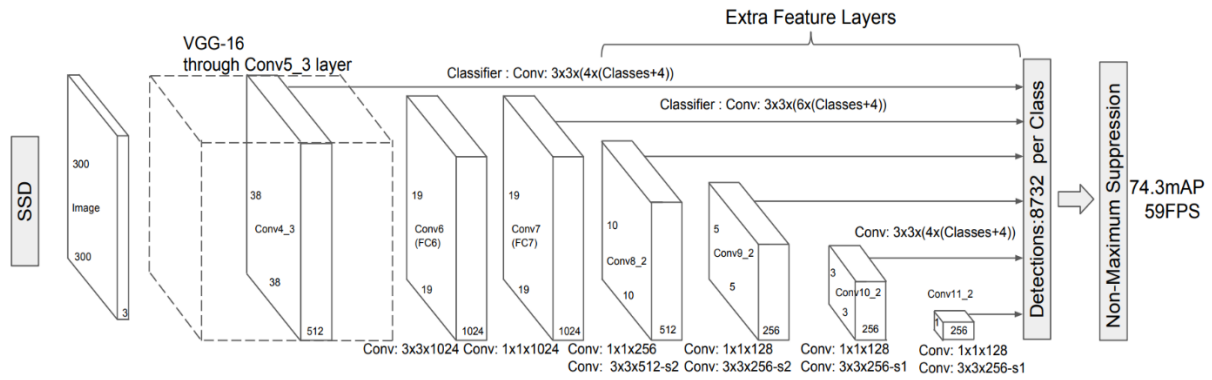 Extra Feature Layers
VGG-16
through Conv5_3 layer
Classifier : Conv: 3x3x(4x(Classes+4))
Classifier : Conv: 3x3x(6x(Classes+4))
SSD
300
Image
300
3
38
Conv4_3
38
512
19
Conv6
(FC6)
19
1024
19
Conv7
(FC7)
19
1024
10
Conv8_2
10
512
5
Conv9_2
5
256
Conv: 3x3x(4x(Classes+4))
3
Conv10_2
3
256
Conv11_2
1
256
Detections:8732 per Class
Non-Maximum Suppression
74.3mAP
59FPS
Conv: 3x3x1024
Conv: 1x1x1024
Conv: 1x1x256
Conv: 3x3x512-s2
Conv: 1x1x128
Conv: 3x3x256-s2
Conv: 1x1x128
Conv: 3x3x256-s1
Conv: 1x1x128
Conv: 3x3x256-s1